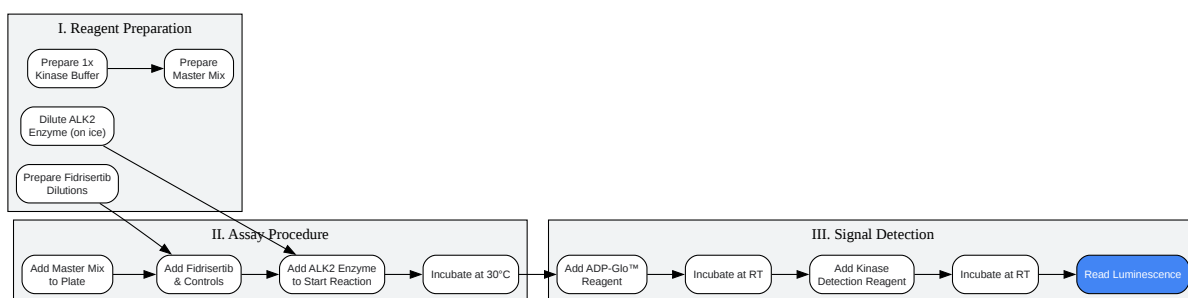 I. Reagent Preparation
Prepare 1x
Kinase Buffer
Prepare
Master Mix
Dilute ALK2
Enzyme (on ice)
Prepare Fidrisertib
Dilutions
II. Assay Procedure
Add Master Mix
to Plate
Add Fidrisertib
& Controls
Add ALK2 Enzyme
to Start Reaction
Incubate at 30°C
III. Signal Detection
Add ADP-Glo™
Reagent
Incubate at RT
Add Kinase
Detection Reagent
Incubate at RT
Read Luminescence